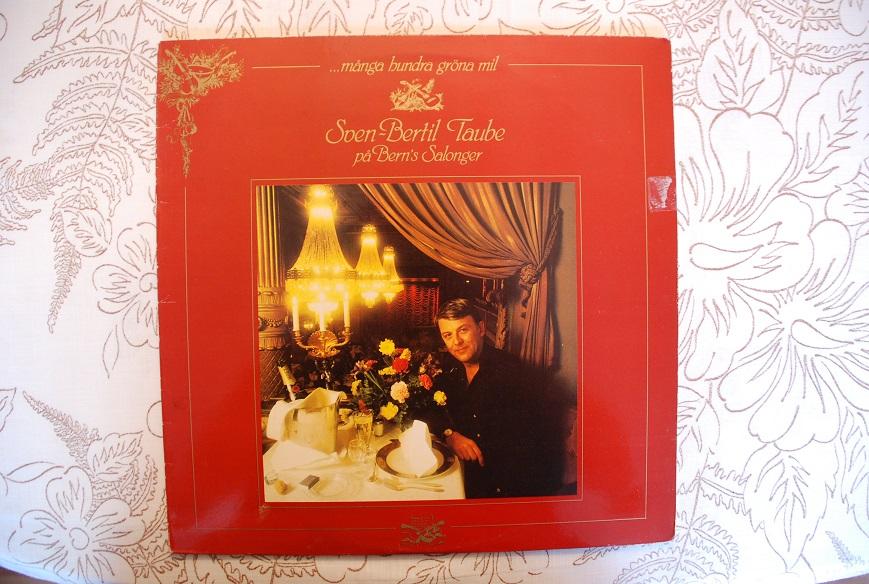 ...många hundra gröna mil
Sven-Bertil Taube
på Bern's Salonger